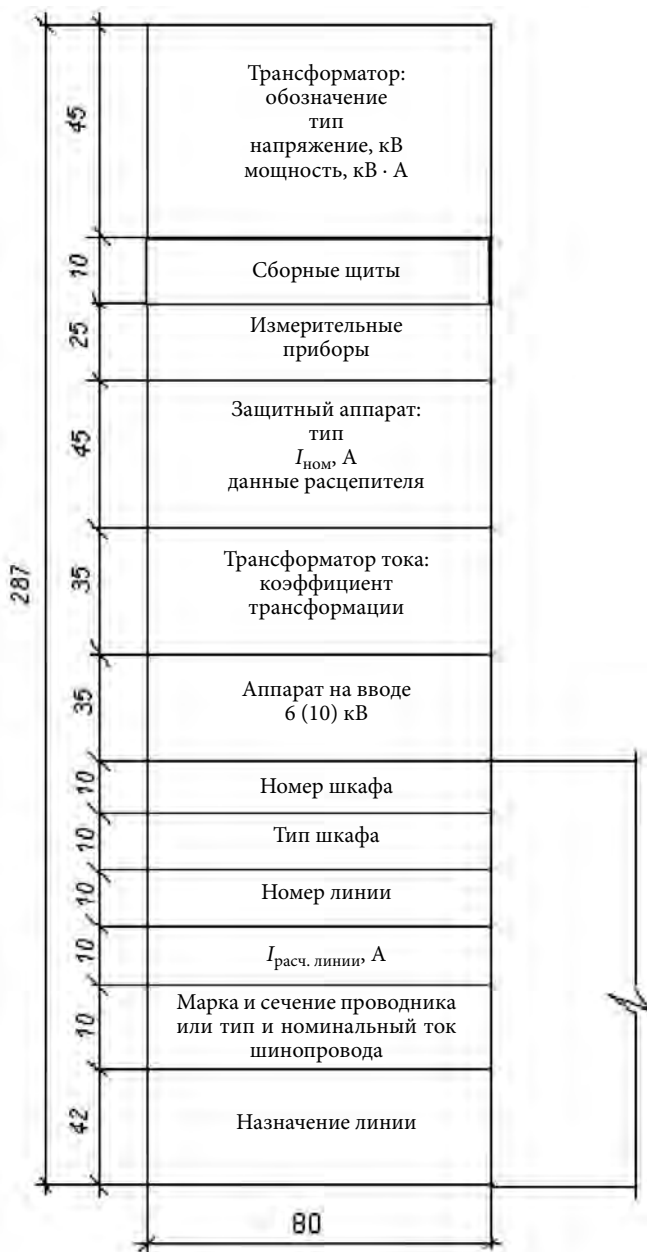 45
Трансформатор:
обозначение
тип
напряжение, кВ
мощность, кВ · А
10
Сборные щиты
25
Измерительные
приборы
45
Защитный аппарат:
тип
Iном, А
данные расцепителя
287
35
Трансформатор тока:
коэффициент
трансформации
35
Аппарат на вводе
6 (10) кВ
10
Номер шкафа
10
Тип шкафа
10
Номер линии
10
Iрасч. линии, А
10
Марка и сечение проводника
или тип и номинальный ток
шинопровода
42
Назначение линии
80